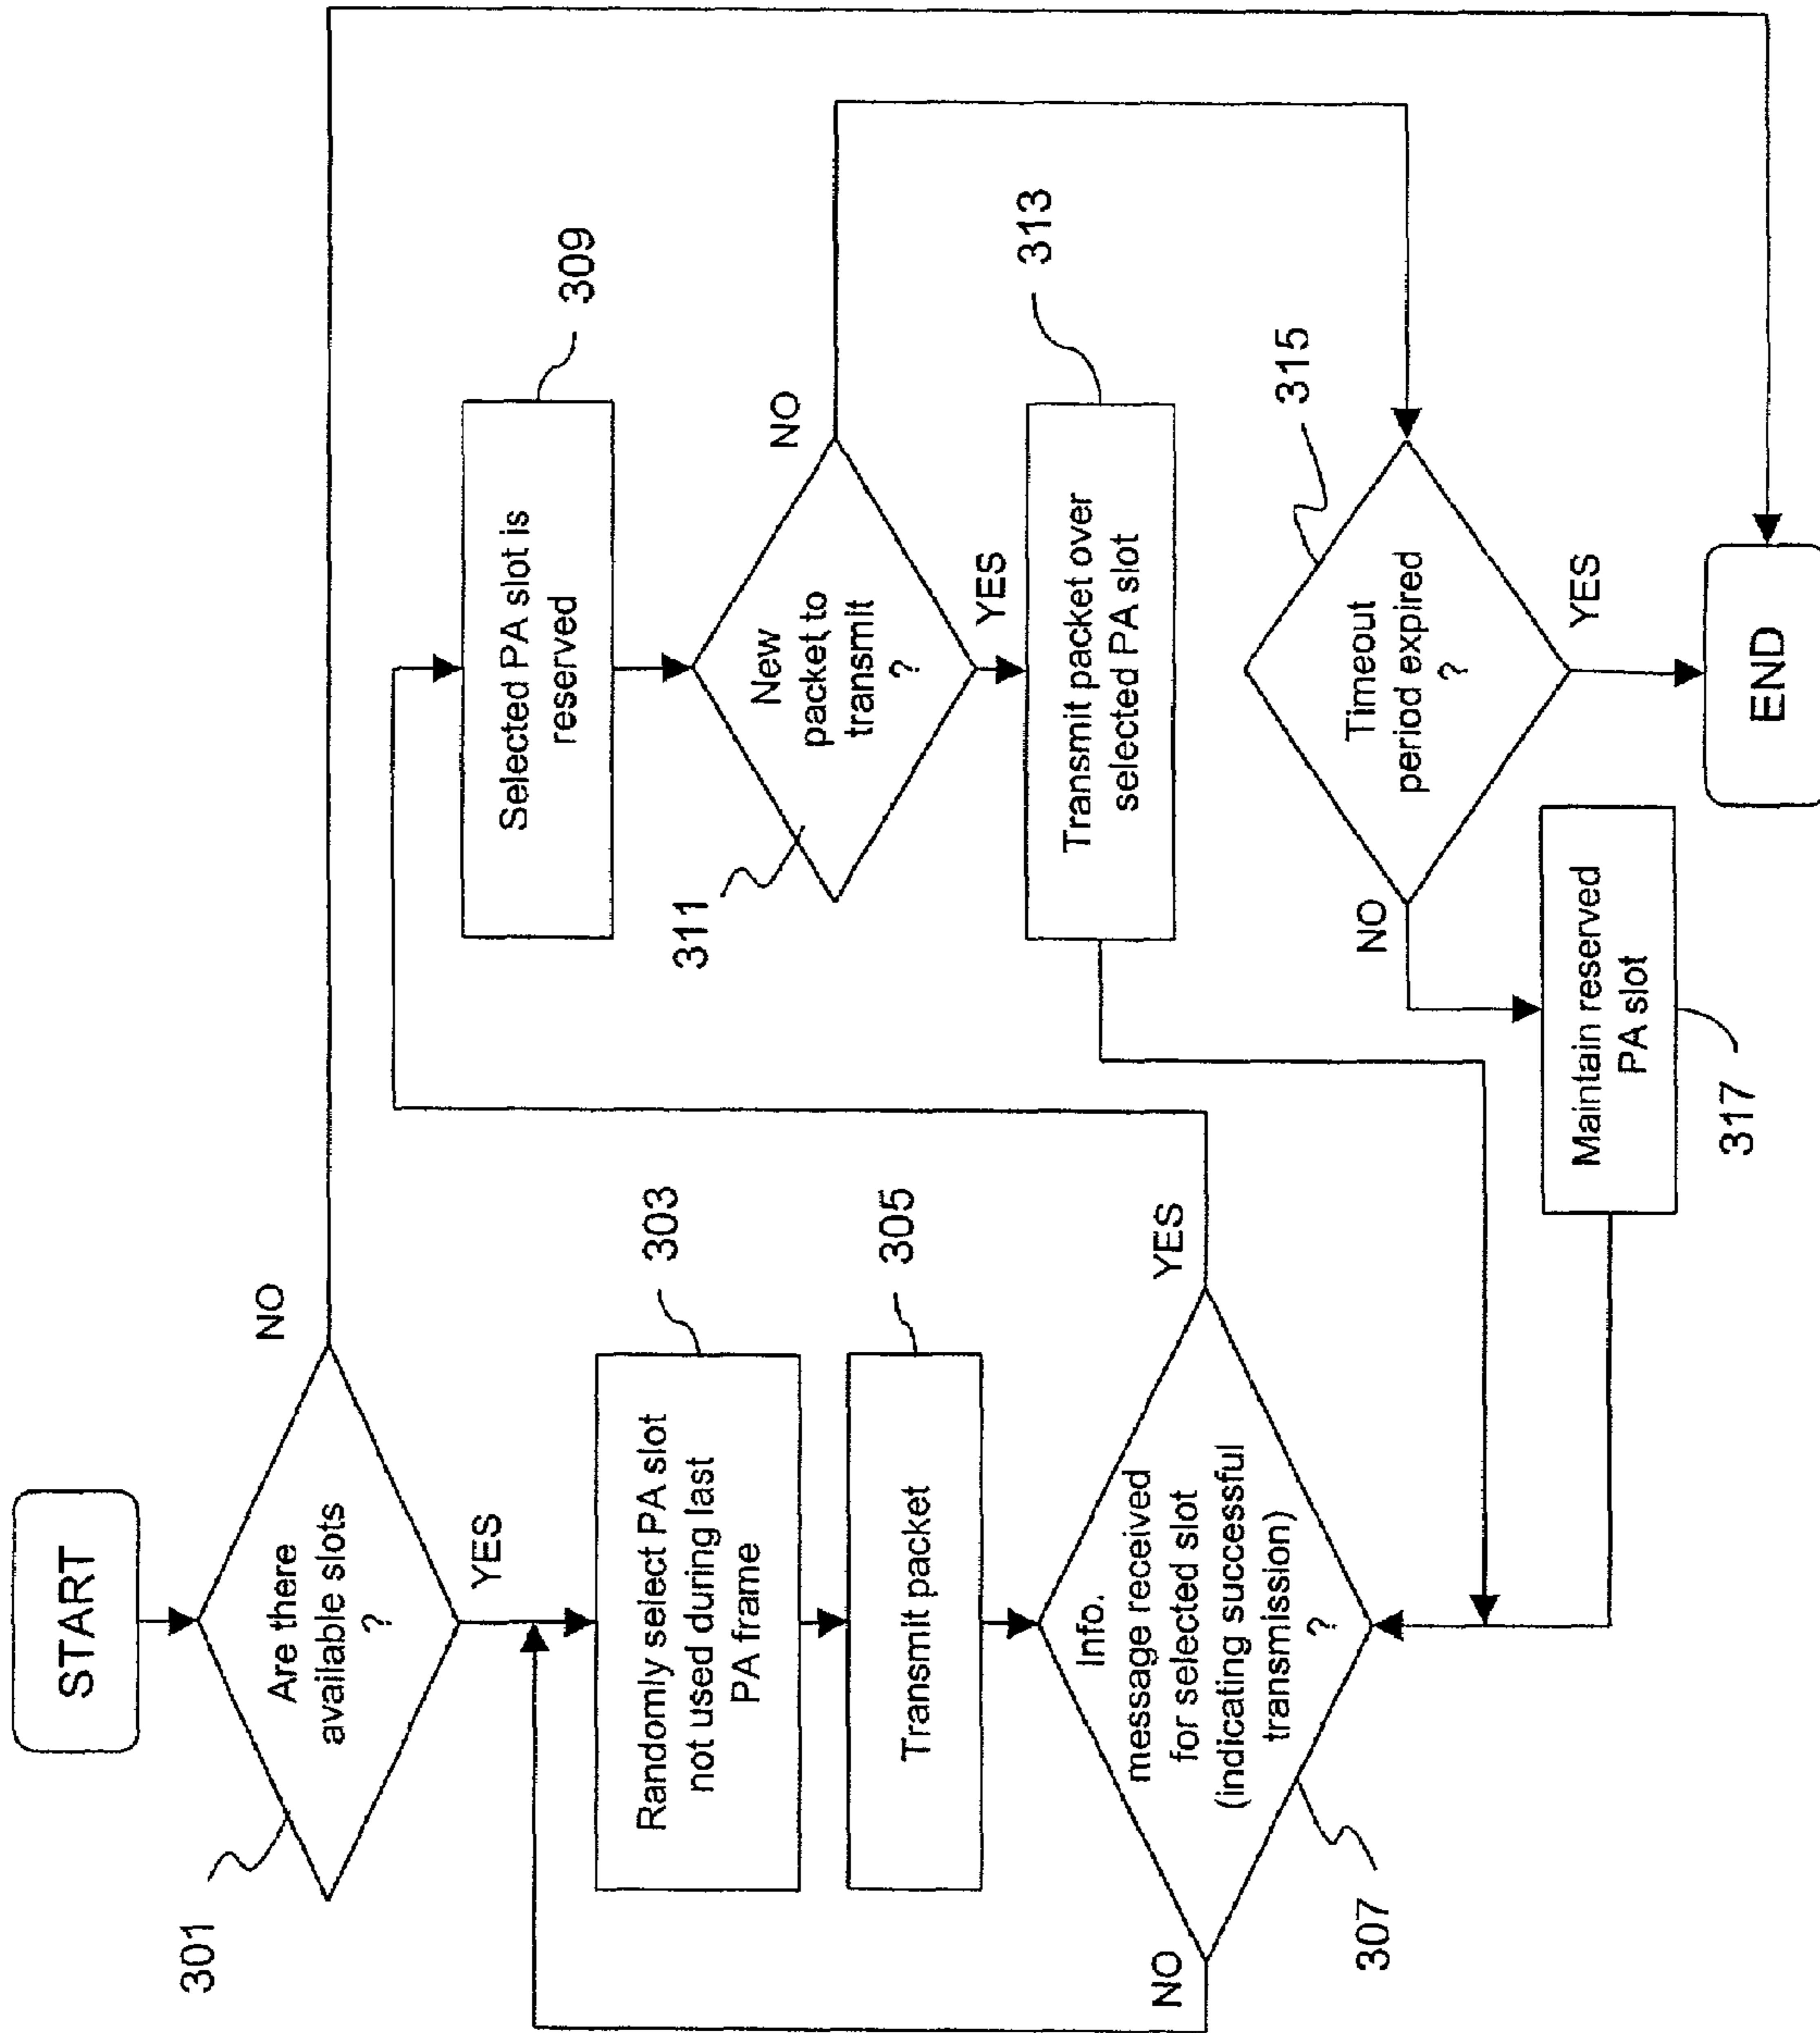 START
301
Are there
available slots
?
NO
YES
303
Randomly select PA slot
not used during last
PA frame
305
Transmit packet
307
Info.
message received
for selected slot
(indicating successful
transmission)
?
NO
YES
309
Selected PA slot is
reserved
311
New
packet to
transmit
?
NO
YES
313
Transmit packet over
selected PA slot
315
Timeout
period expired
?
NO
YES
317
Maintain reserved
PA slot
END